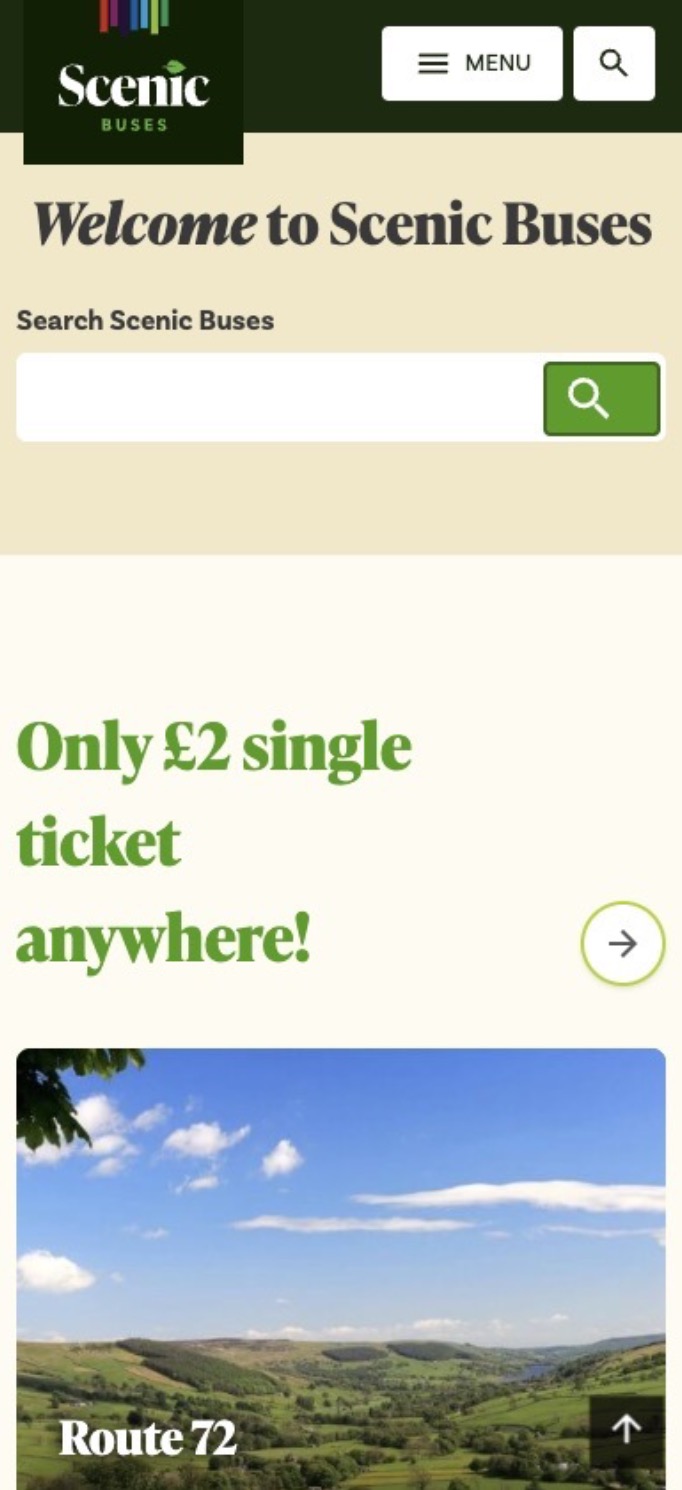 Scenic
BUSES
MENU
Welcome to Scenic Buses
Search Scenic Buses
Only £2 single
ticket
anywhere!
Route 72